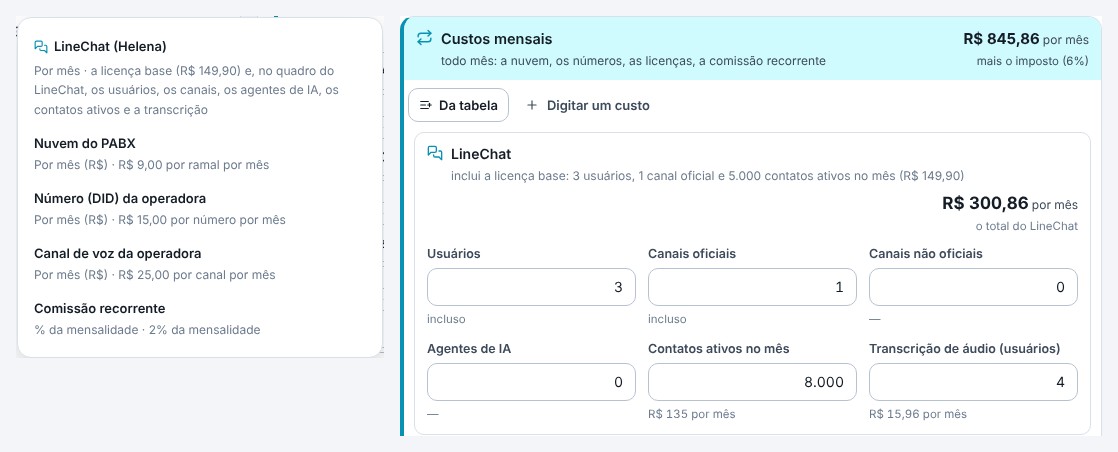 LineChat (Helena)
Por mês · a licença base (R$ 149,90) e, no quadro do
LineChat, os usuários, os canais, os agentes de IA, os
contatos ativos e a transcrição
Nuvem do PABX
Por mês (R$) · R$ 9,00 por ramal por mês
Número (DID) da operadora
Por mês (R$) · R$ 15,00 por número por mês
Canal de voz da operadora
Por mês (R$) · R$ 25,00 por canal por mês
Comissão recorrente
% da mensalidade · 2% da mensalidade
Custos mensais
R$ 845,86 por mês
todo mês: a nuvem, os números, as licenças, a comissão recorrente
mais o imposto (6%)
Da tabela
Digitar um custo
LineChat
inclui a licença base: 3 usuários, 1 canal oficial e 5.000 contatos ativos no mês (R$ 149,90)
R$ 300,86 por mês
o total do LineChat
Usuários
Canais oficiais
Canais não oficiais
3
1
0
incluso
incluso
—
Agentes de IA
Contatos ativos no mês
Transcrição de áudio (usuários)
0
8.000
4
—
R$ 135 por mês
R$ 15,96 por mês